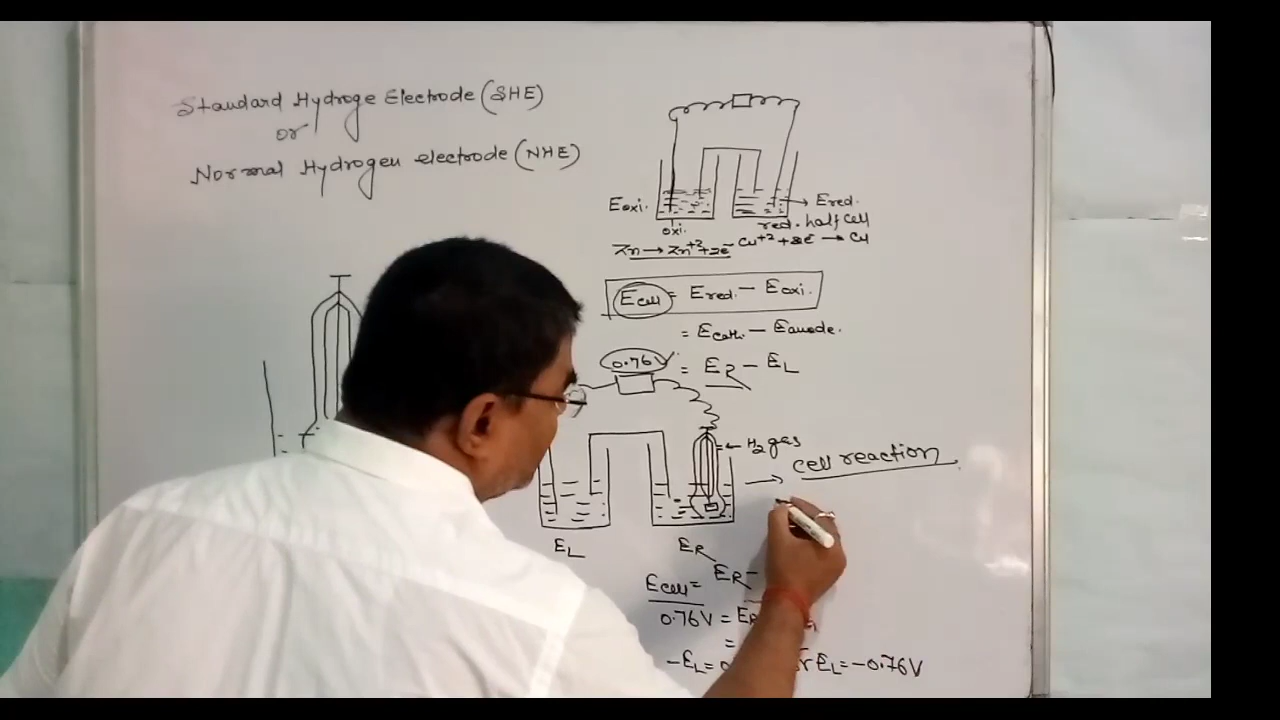 Standard Hydroge Electrode (SHE)
or
Normal Hydrogen electrode (NHE)
Eoxi.
oxi.
Ered.
red. half cell
Zn → Zn+2 + 2e-
Cu+2 + 2e- → Cu
Ecell = Ered. - Eoxi.
= Ecath. - Eanode.
= ER - EL
0.76V
H2 gas
cell reaction
EL
ER
Ecell = ER -
0.76V =
=
-EL =
EL = -0.76V